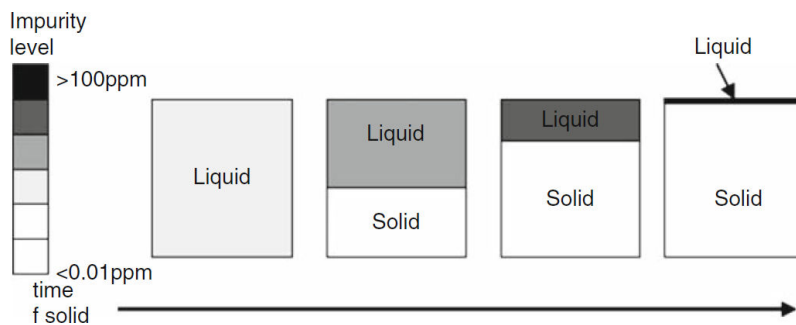 Impurity
level
>100ppm
<0.01ppm
time
f solid
Liquid
Liquid
Solid
Liquid
Solid
Liquid
Solid